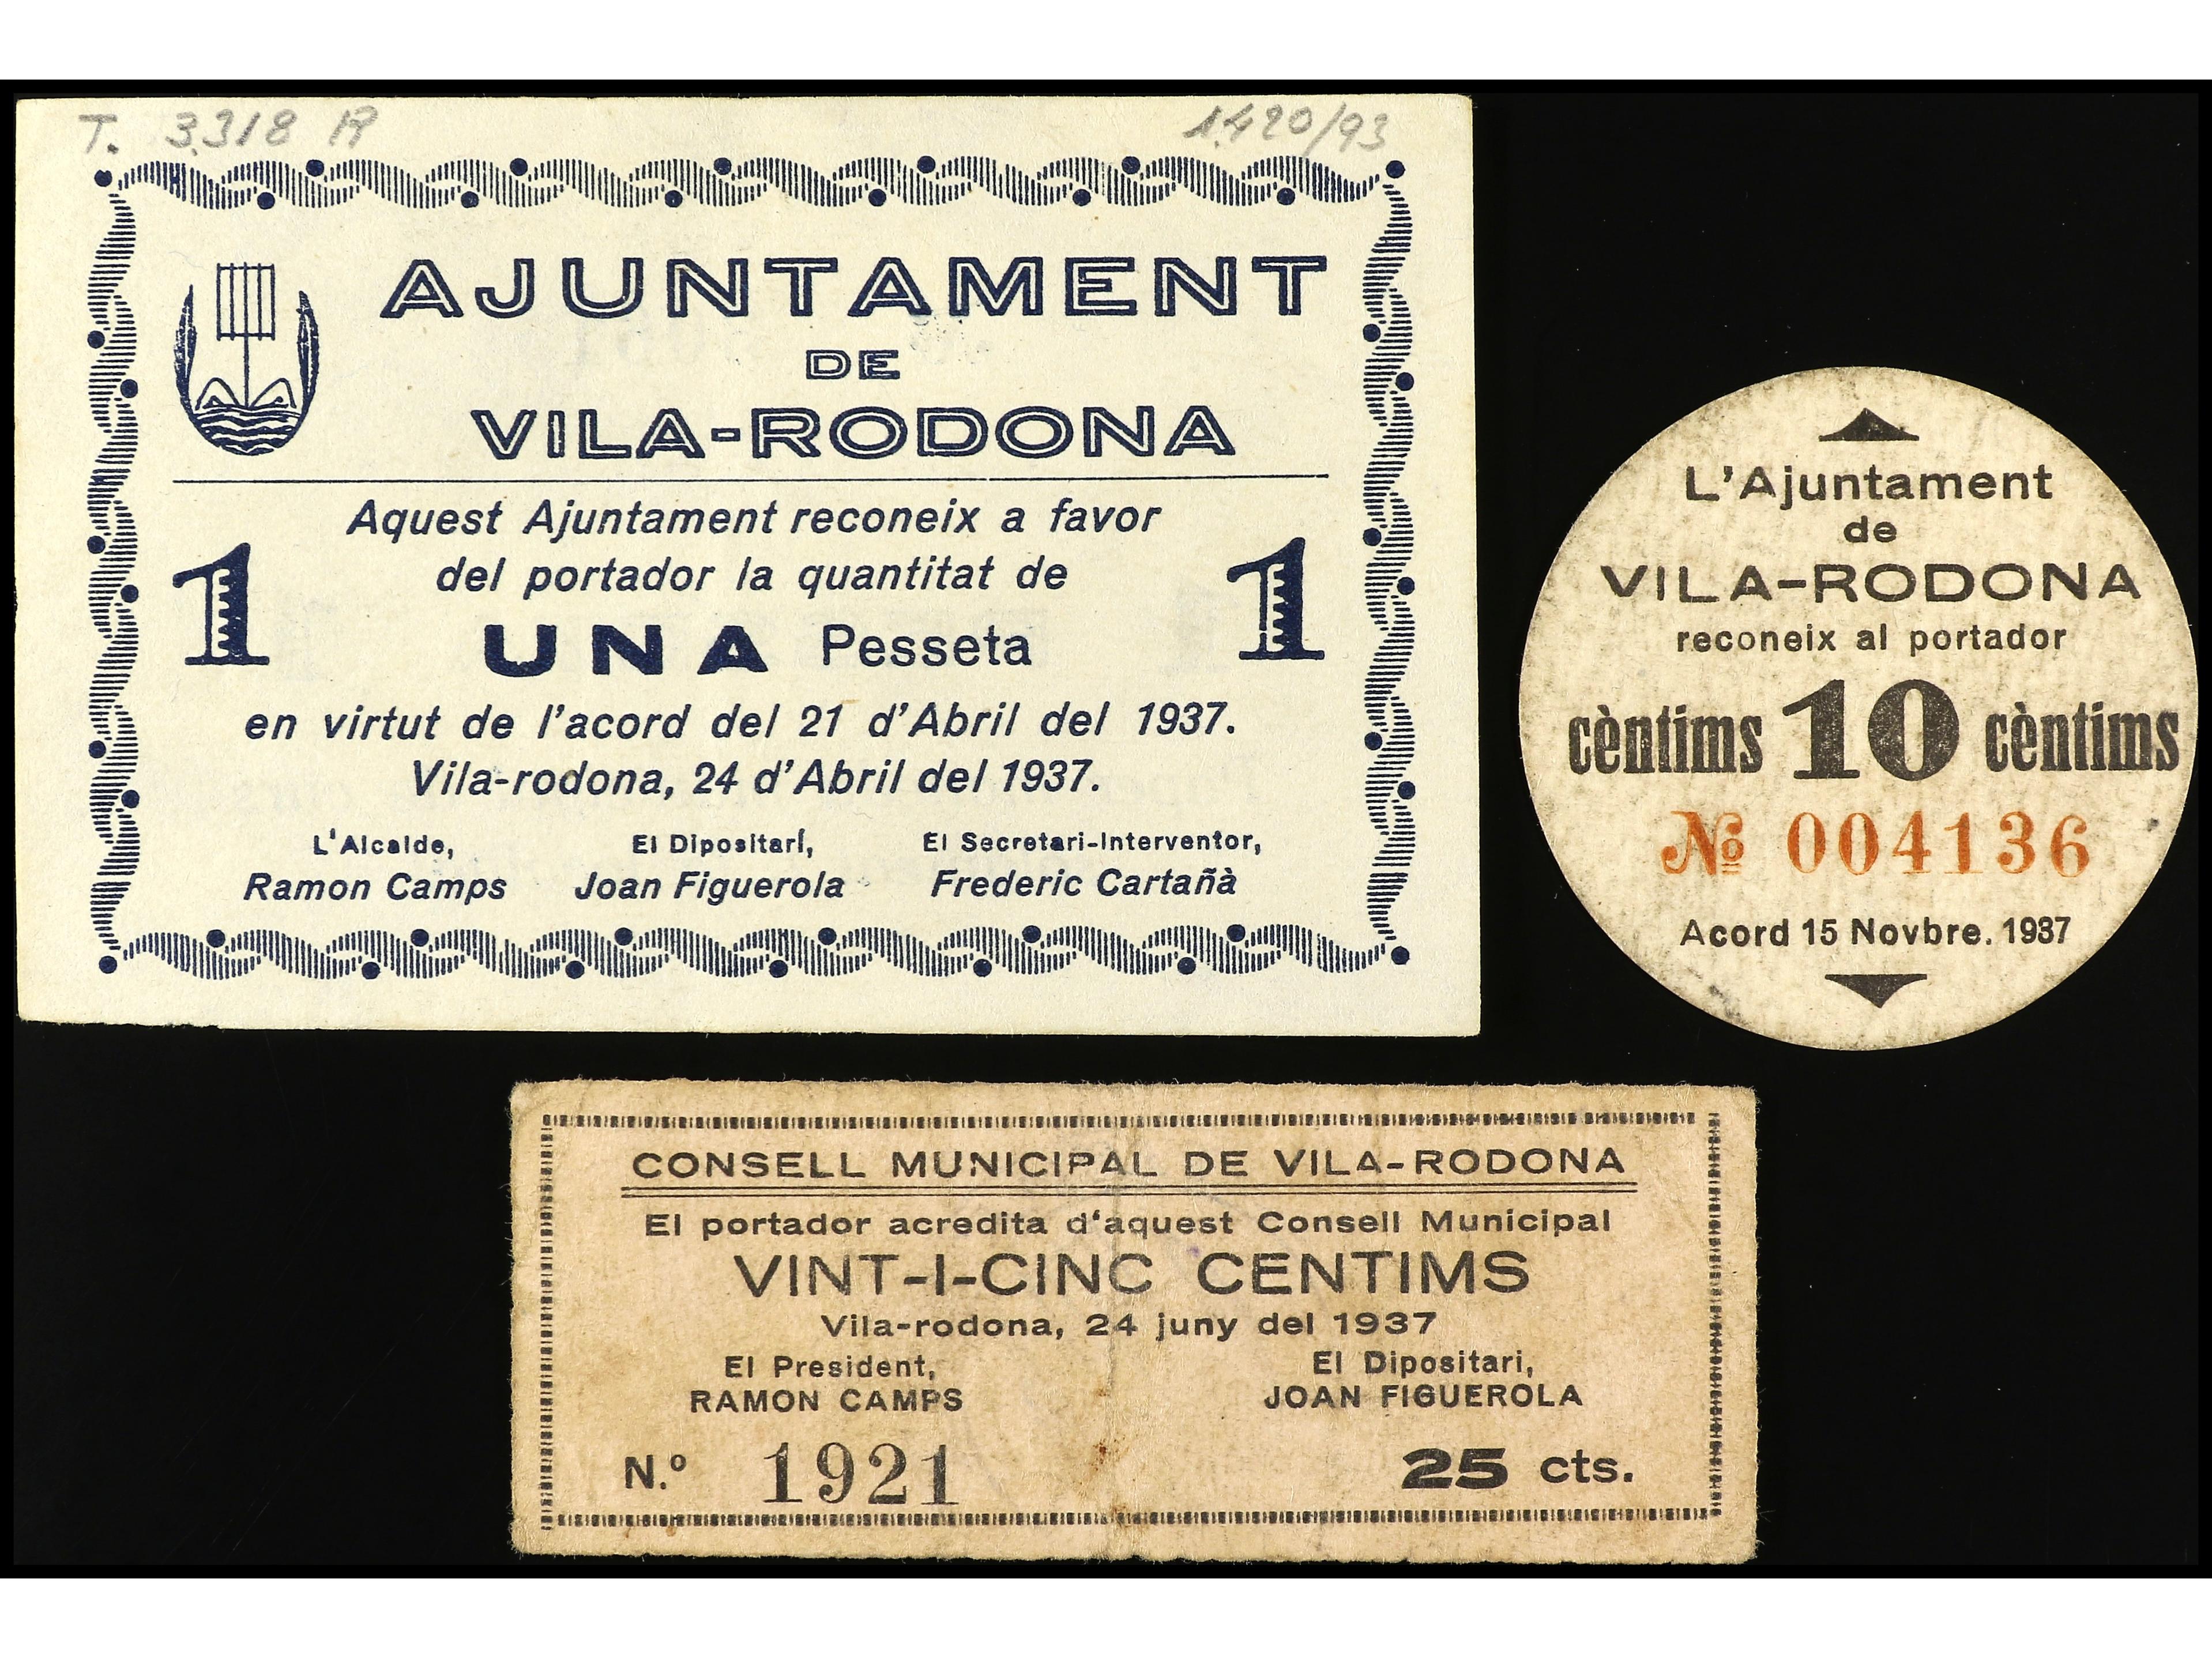 T. 3.318 R
1.420/93
AJUNTAMENT
DE
VILA-RODONA
Aquest Ajuntament reconeix a favor
del portador la quantitat de
1
1
UNA Pesseta
en virtut de l'acord del 21 d'Abril del 1937.
Vila-rodona, 24 d'Abril del 1937.
L'Alcalde,
El Dipositari,
El Secretari-Interventor,
Ramon Camps
Joan Figuerola
Frederic Cartañà
L'Ajuntament
de
VILA-RODONA
reconeix al portador
cèntims 10 cèntims
Nº 004136
Acord 15 Novbre. 1937
CONSELL MUNICIPAL DE VILA-RODONA
El portador acredita d'aquest Consell Municipal
VINT-I-CINC CENTIMS
Vila-rodona, 24 juny del 1937
El President,
El Dipositari,
RAMON CAMPS
JOAN FIGUEROLA
N.º 1921
25 cts.